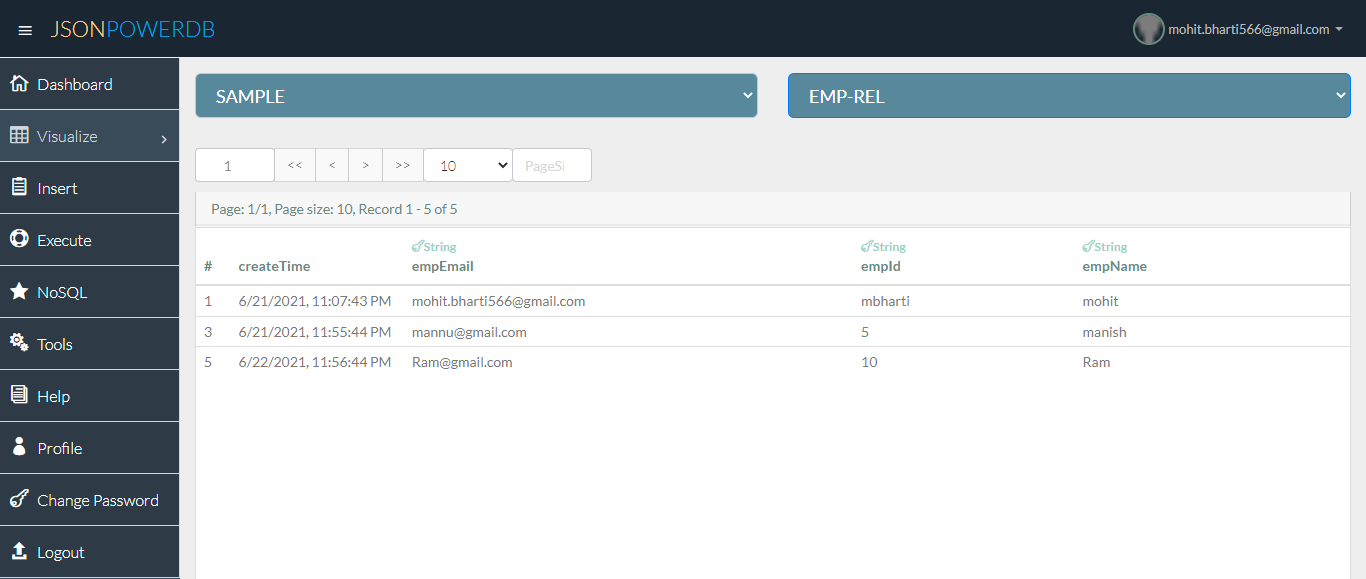 JSONPOWERDB
mohit.bharti566@gmail.com
Dashboard
Visualize
Insert
Execute
NoSQL
Tools
Help
Profile
Change Password
Logout
SAMPLE
EMP-REL
1 << < > >> 10 PageSi
Page: 1/1, Page size: 10, Record 1 - 5 of 5
String String String
# createTime empEmail empId empName
1 6/21/2021, 11:07:43 PM mohit.bharti566@gmail.com mbharti mohit
3 6/21/2021, 11:55:44 PM mannu@gmail.com 5 manish
5 6/22/2021, 11:56:44 PM Ram@gmail.com 10 Ram